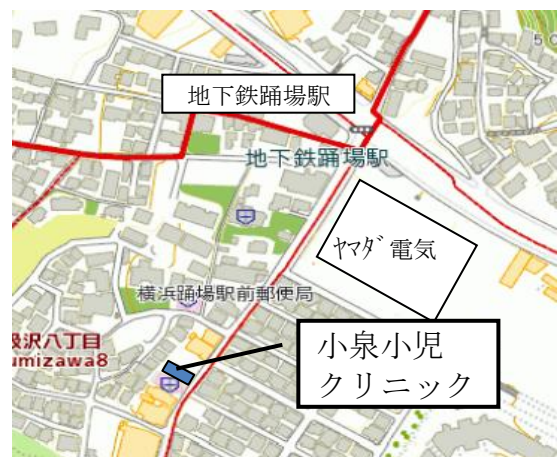 地下鉄踊場駅
地下鉄踊場駅
ﾔﾏﾀﾞ電気
横浜踊場駅前郵便局
汲沢八丁目
umizawa8
小泉小児
クリニック